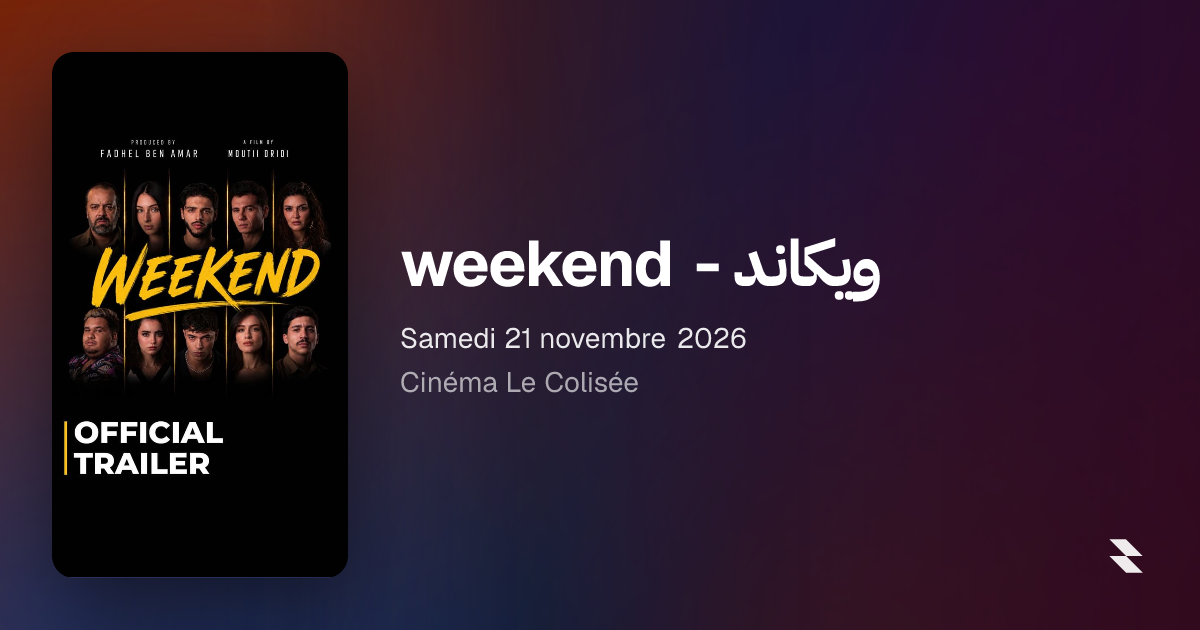 PRODUCED BY
FADHEL BEN AMAR
A FILM BY
MOUTII DRIDI
WEEKEND
OFFICIAL
TRAILER
weekend - ويكاند
Samedi 21 novembre 2026
Cinéma Le Colisée